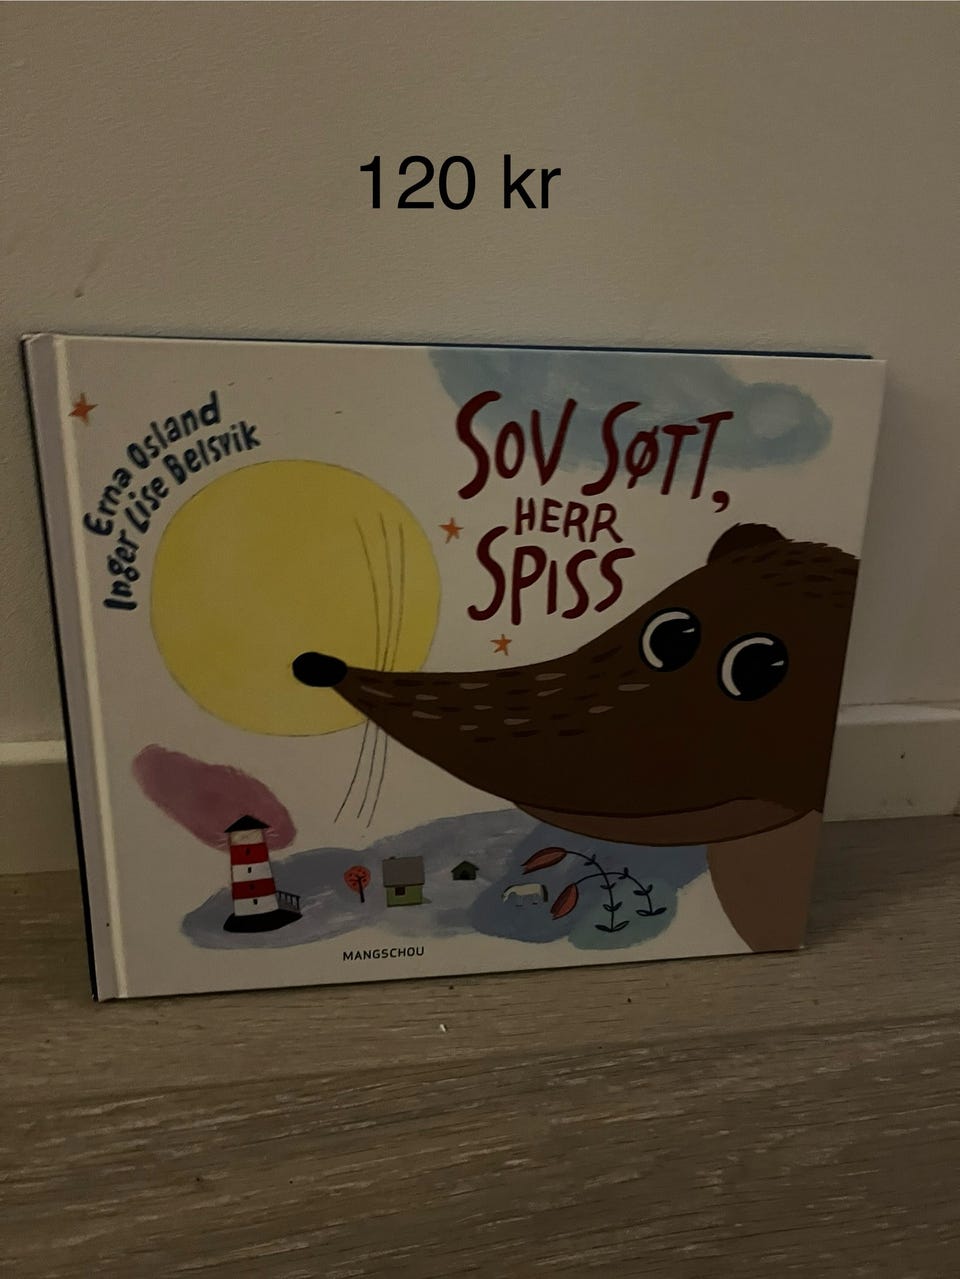 120 kr
Erna Osland
Inger Lise Belsvik
SOV SØTT,
HERR
SPISS
MANGSCHOU